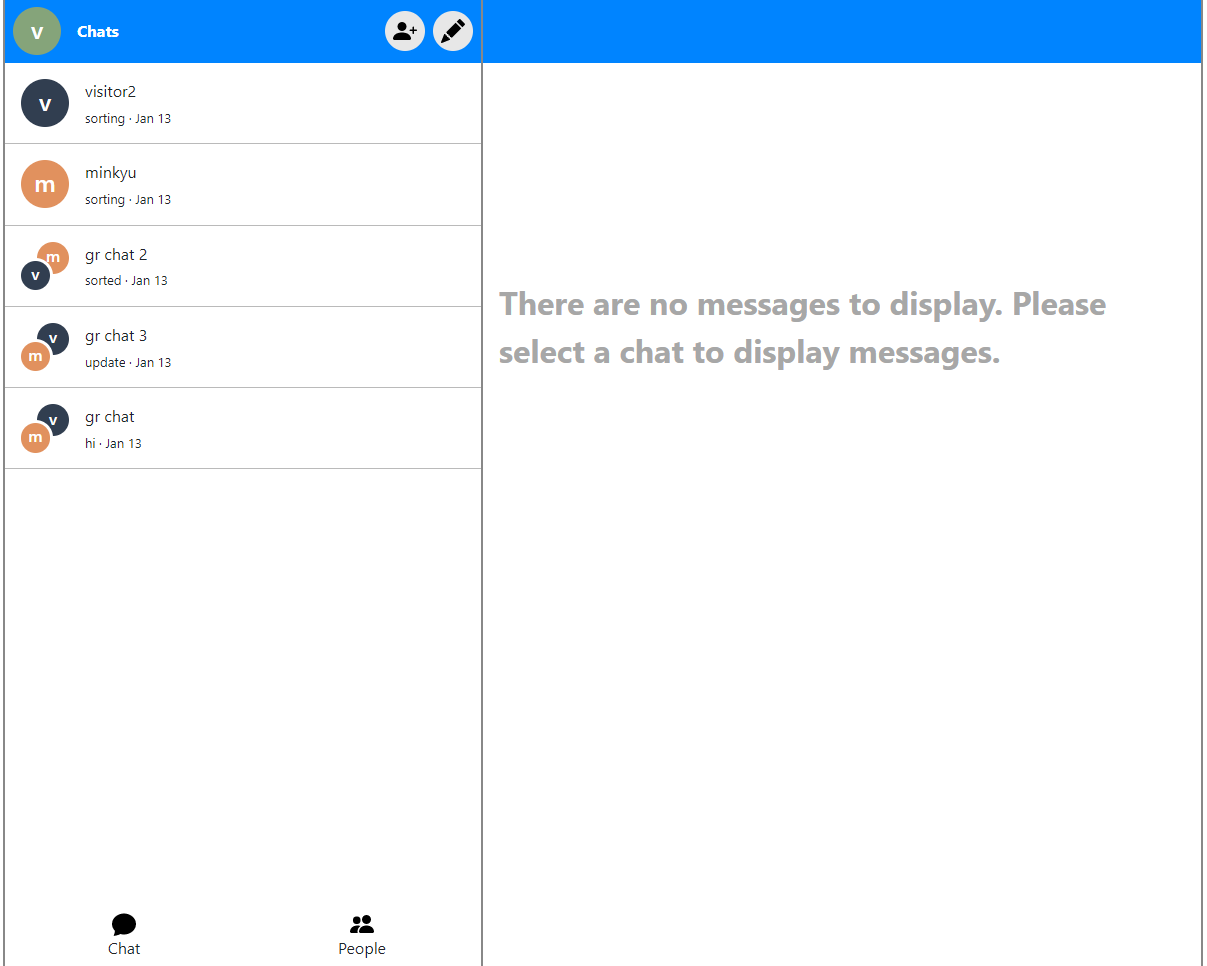 v
Chats
v
visitor2
sorting · Jan 13
m
minkyu
sorting · Jan 13
m
v
gr chat 2
sorted · Jan 13
v
m
gr chat 3
update · Jan 13
v
m
gr chat
hi · Jan 13
Chat
People
There are no messages to display. Please
select a chat to display messages.